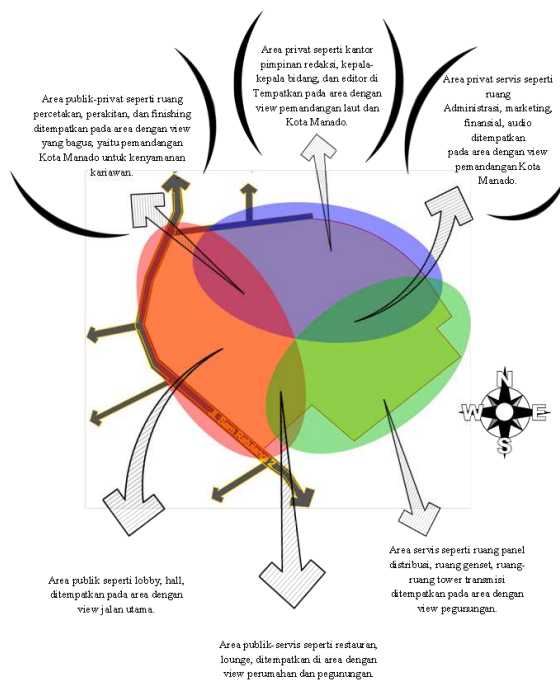 Area privat seperti kantor
pimpinan redaksi, kepala-
kepala bidang, dan editor di
Tempatkan pada area dengan
view pemandangan laut dan
Kota Manado.
Area publik-privat seperti ruang
percetakan, perakitan, dan finishing
ditempatkan pada area dengan view
yang bagus, yaitu pemandangan
Kota Manado untuk kenyamanan
kariawan.
Area privat servis seperti
ruang
Administrasi, marketing,
finansial, audio
ditempatkan
pada area dengan view
pemandangan Kota
Manado.
Jl. Sam Ratulangi 2
N
W E
S
Area publik seperti lobby, hall,
ditempatkan pada area dengan
view jalan utama.
Area servis seperti ruang panel
distribusi, ruang genset, ruang-
ruang tower transmisi
ditempatkan pada area dengan
view pegunungan.
Area publik-servis seperti restauran,
lounge, ditempatkan di area dengan
view perumahan dan pegunungan.